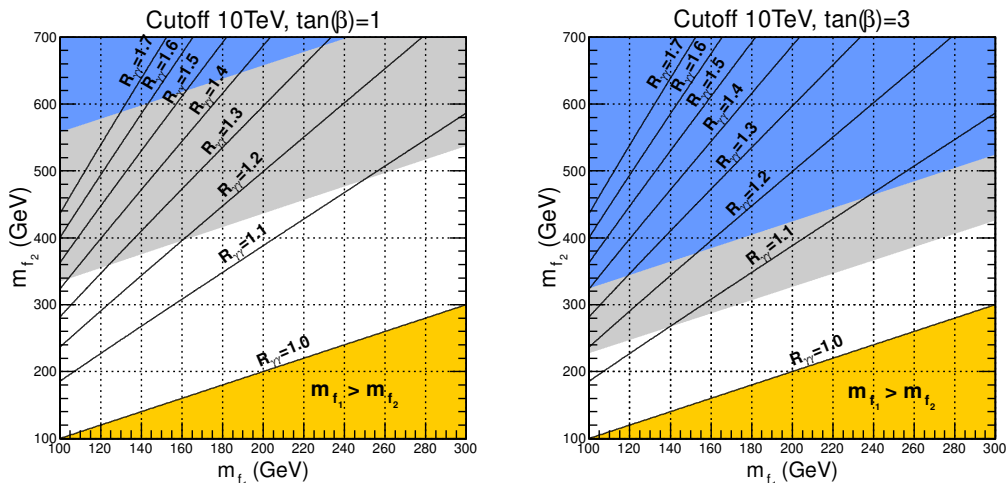 Cutoff 10TeV, tan(β)=1
m_f₂ (GeV)
700
600
500
400
300
200
100
R_γγ=1.7
R_γγ=1.6
R_γγ=1.5
R_γγ=1.4
R_γγ=1.3
R_γγ=1.2
R_γγ=1.1
R_γγ=1.0
m_f₁ > m_f₂
100 120 140 160 180 200 220 240 260 280 300
m_f₁ (GeV)
Cutoff 10TeV, tan(β)=3
m_f₂ (GeV)
700
600
500
400
300
200
100
R_γγ=1.7
R_γγ=1.6
R_γγ=1.5
R_γγ=1.4
R_γγ=1.3
R_γγ=1.2
R_γγ=1.1
R_γγ=1.0
m_f₁ > m_f₂
100 120 140 160 180 200 220 240 260 280 300
m_f₁ (GeV)